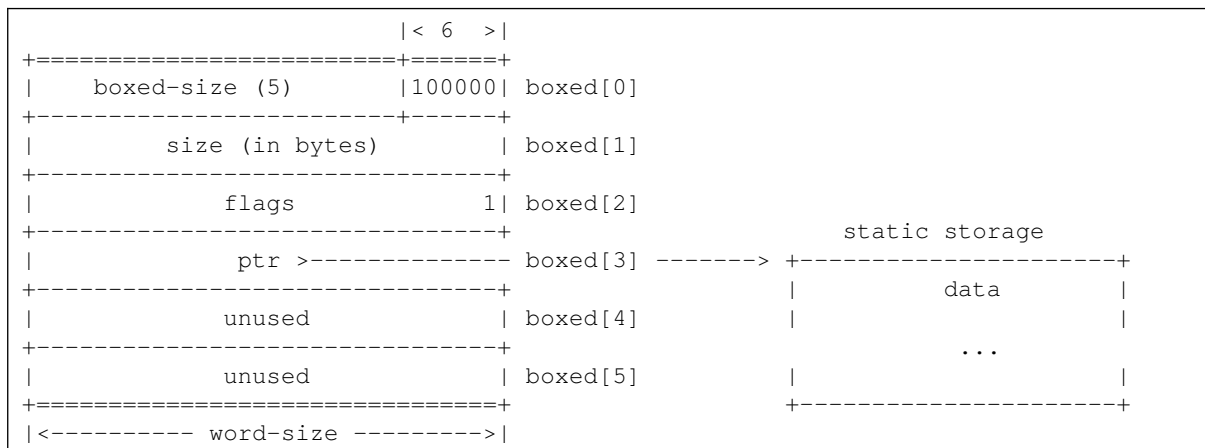 |< 6 >|
+=========================+======+
| boxed-size (5) |100000| boxed[0]
+-------------------------+------+
| size (in bytes) | boxed[1]
+--------------------------------+
| flags 1| boxed[2]
+--------------------------------+ static storage
| ptr >-------------- boxed[3] -------> +----------------------+
+--------------------------------+ | data |
| unused | boxed[4] | |
+--------------------------------+ ...
| unused | boxed[5] | |
+================================+ +----------------------+
|<---------- word-size --------->|